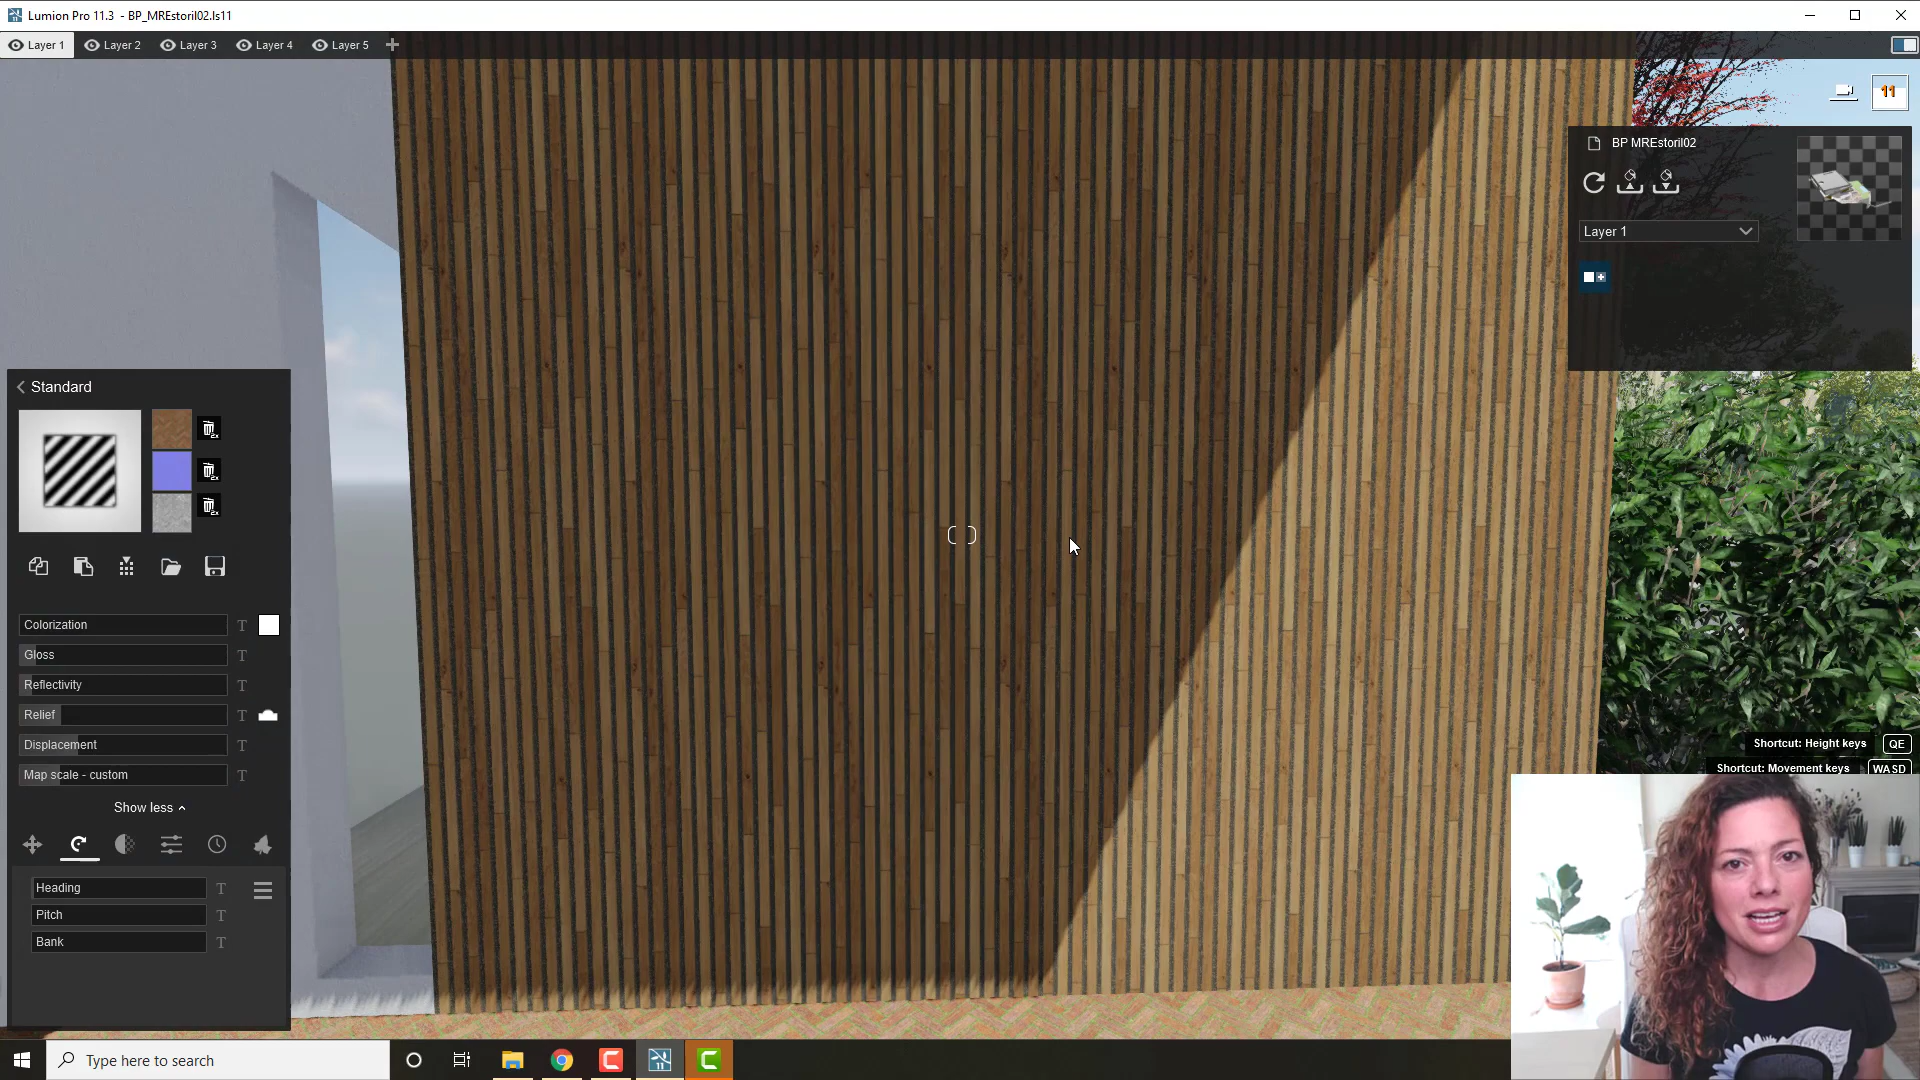 Lumion Pro 11.3 - BP_MREstoril02.ls11
Layer 1
Layer 2
Layer 3
Layer 4
Layer 5
11
BP MREstoril02
Layer 1
Standard
Colorization T
Gloss T
Reflectivity T
Relief T
Displacement T
Map scale - custom T
Show less
Heading T
Pitch T
Bank T
Shortcut: Height keys QE
Shortcut: Movement keys WASD
Type here to search
11